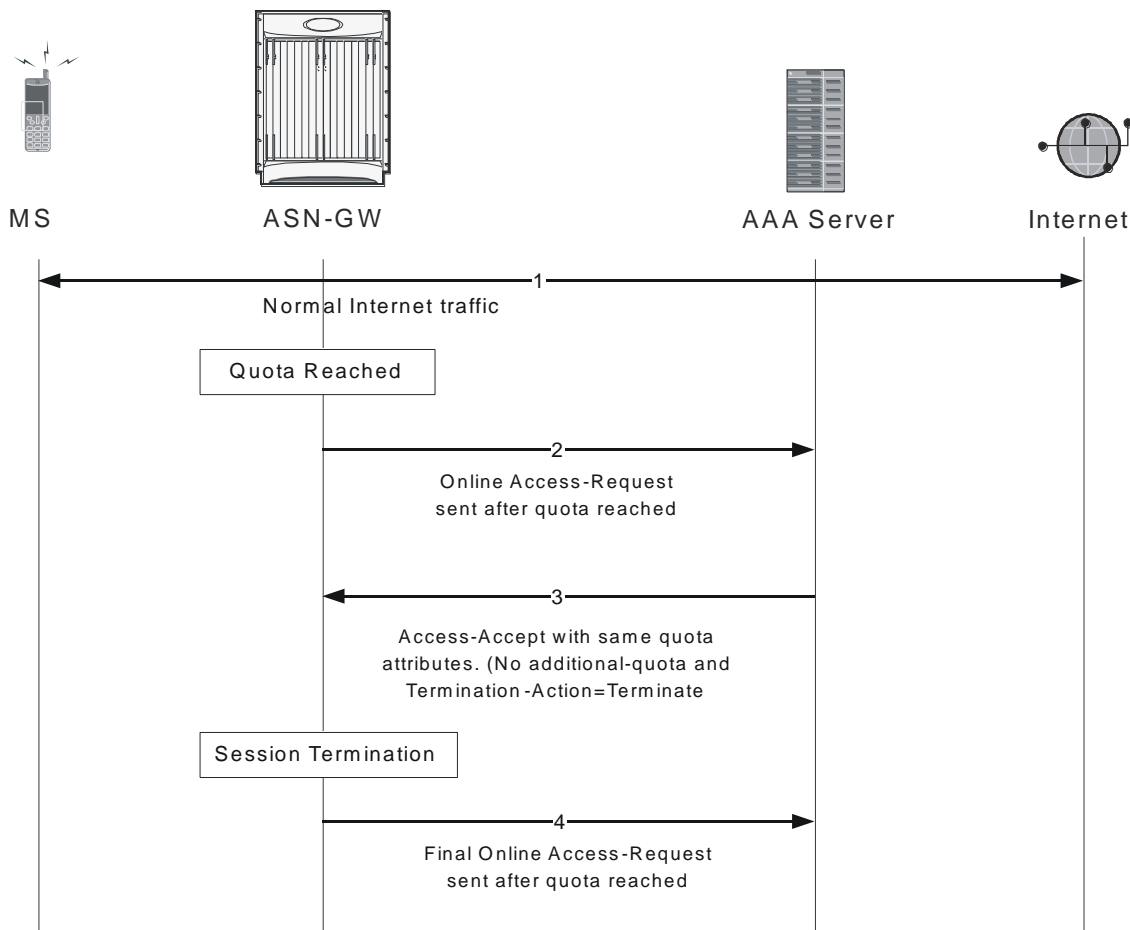 MS
ASN-GW
AAA Server
Internet
1
Normal Internet traffic
Quota Reached
2
Online Access-Request
sent after quota reached
3
Access-Accept with same quota
attributes. (No additional-quota and
Termination-Action=Terminate
Session Termination
4
Final Online Access-Request
sent after quota reached